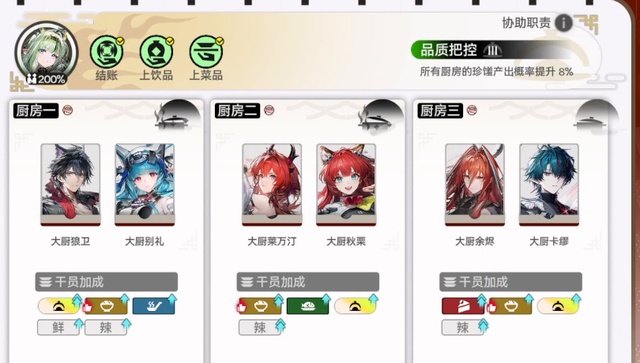 协助职责
200%
结账
上饮品
上菜品
品质把控 III
所有厨房的珍馐产出概率提升 8%
厨房一
大厨狼卫
大厨别礼
干员加成
鲜
辣
厨房二
大厨莱万汀
大厨秋栗
干员加成
辣
厨房三
大厨余烬
大厨卡缪
干员加成
辣